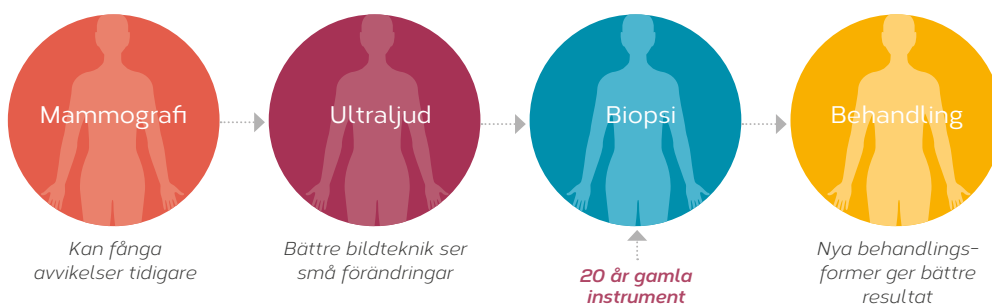 Mammografi
Ultraljud
Biopsi
Behandling
Kan fånga
avvikelser tidigare
Bättre bildteknik ser
små förändringar
20 år gamla
instrument
Nya behandlings-
former ger bättre
resultat